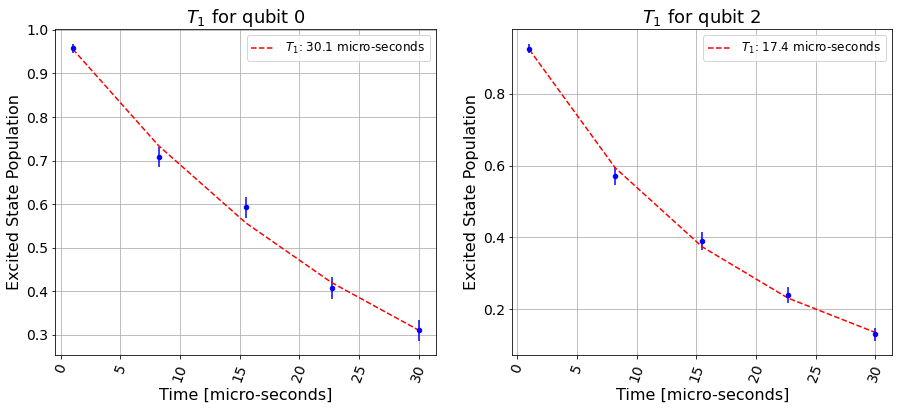 T₁ for qubit 0
T₁: 30.1 micro-seconds
Excited State Population
1.0
0.9
0.8
0.7
0.6
0.5
0.4
0.3
0 5 10 15 20 25 30
Time [micro-seconds]
T₁ for qubit 2
T₁: 17.4 micro-seconds
Excited State Population
0.8
0.6
0.4
0.2
0 5 10 15 20 25 30
Time [micro-seconds]